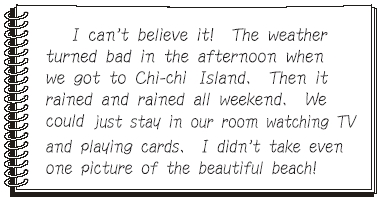 I can't believe it! The weather
turned bad in the afternoon when
we got to Chi-chi Island. Then it
rained and rained all weekend. We
could just stay in our room watching TV
and playing cards. I didn't take even
one picture of the beautiful beach!